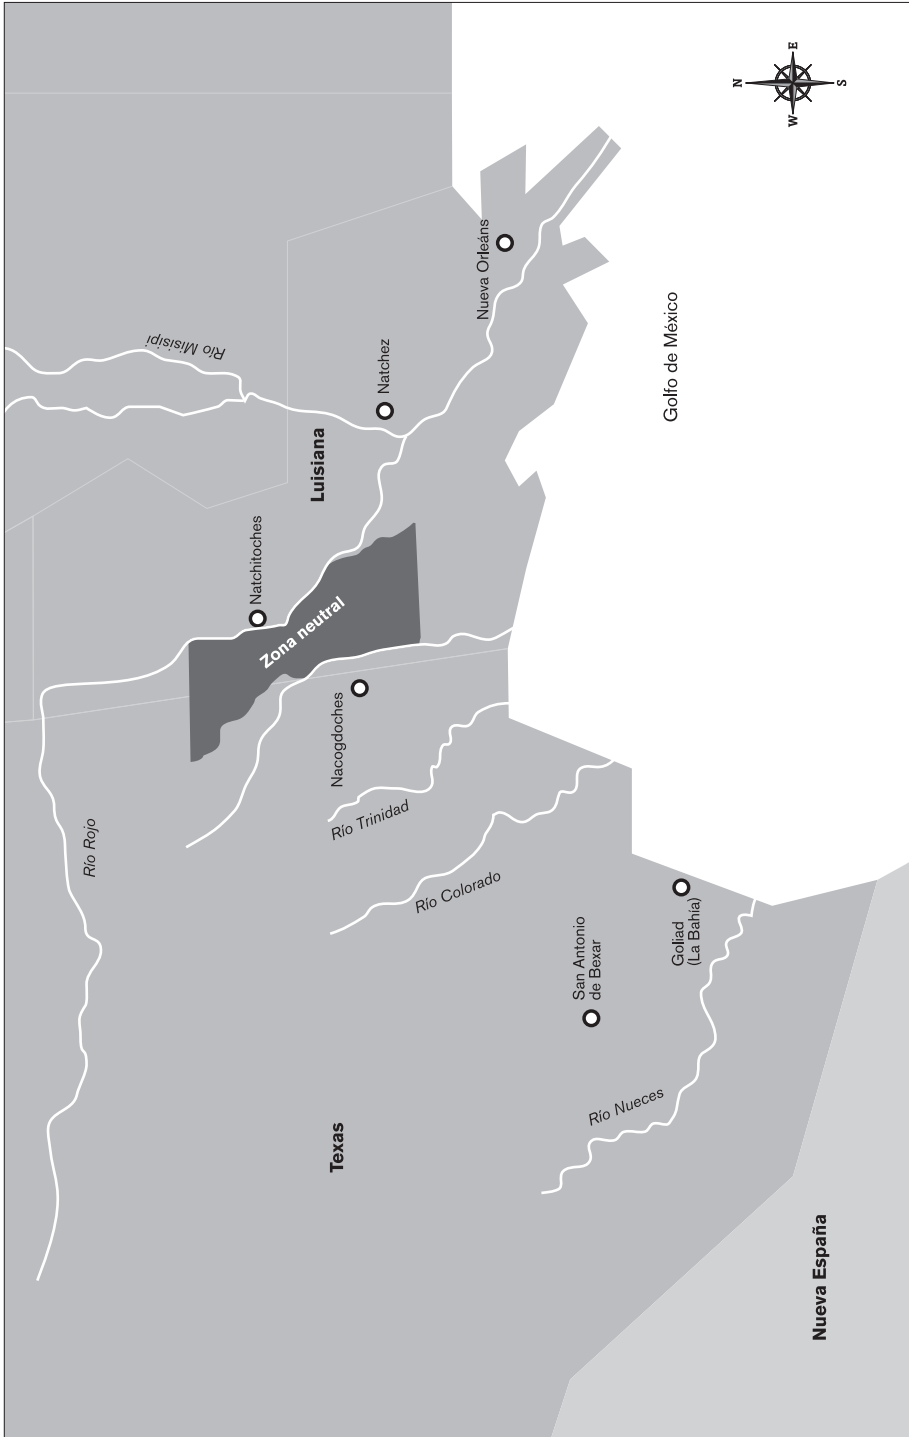 N
E
S
W
Río Misisipi
Nueva Orleáns
Natchez
Luisiana
Golfo de México
Natchitoches
Zona neutral
Nacogdoches
Río Trinidad
Río Rojo
Río Colorado
San Antonio
de Bexar
Goliad
(La Bahía)
Río Nueces
Texas
Nueva España